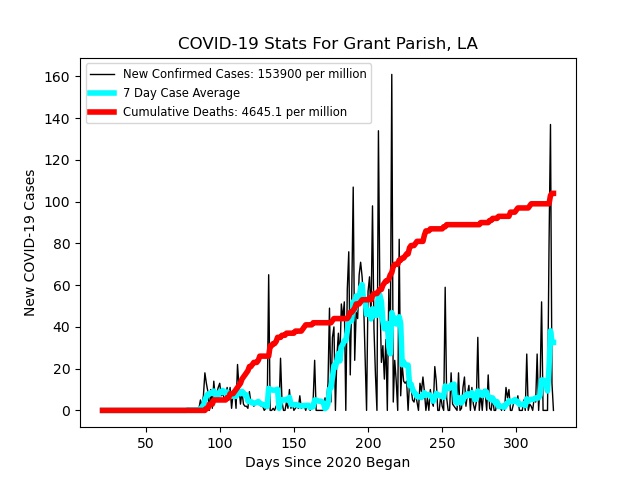 COVID-19 Stats For Grant Parish, LA
New Confirmed Cases: 153900 per million
7 Day Case Average
Cumulative Deaths: 4645.1 per million
160
140
120
100
80
60
40
20
0
New COVID-19 Cases
50 100 150 200 250 300
Days Since 2020 Began